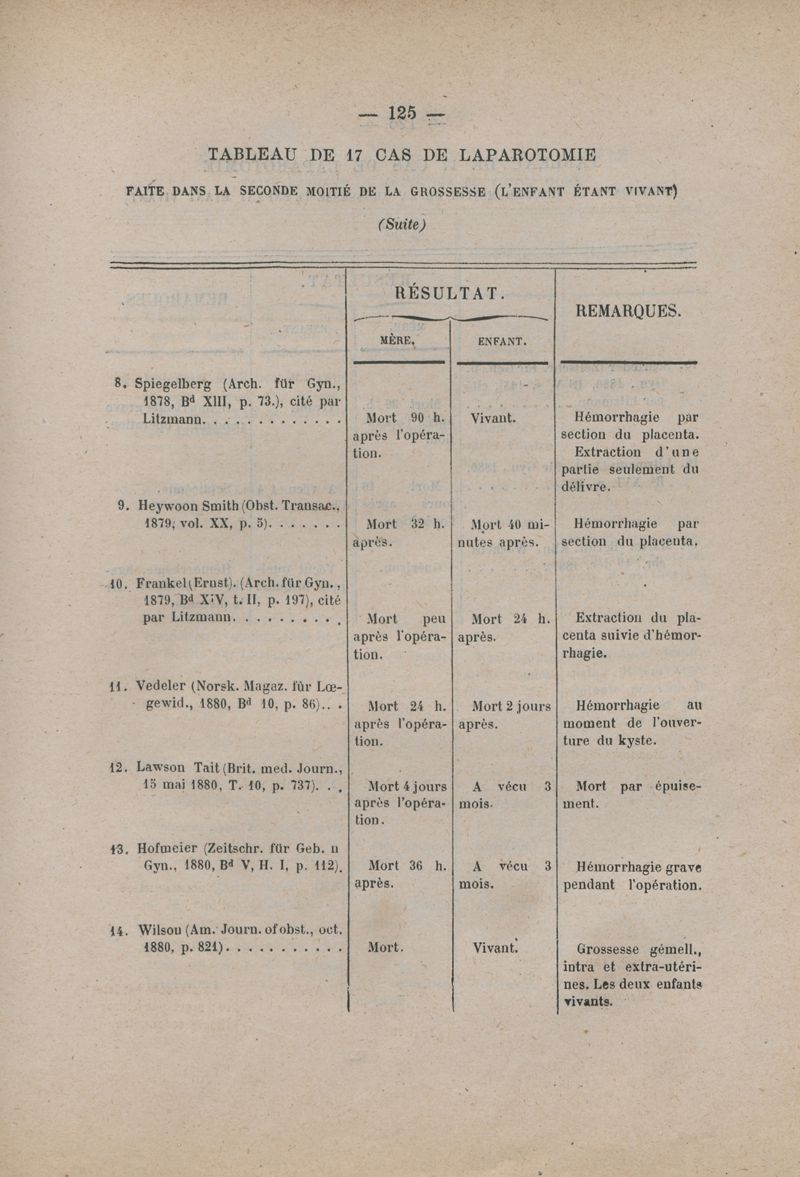 — 125 —
TABLEAU DE 17 CAS DE LAPAROTOMIE
FAITE DANS LA SECONDE MOITIÉ DE LA GROSSESSE (L'ENFANT ÉTANT VIVANT)
(Suite)
RÉSULTAT.
REMARQUES.
MÈRE.
ENFANT.
8. Spiegelberg (Arch. für Gyn.,
1878, Bd XIII, p. 73.), cité par
Litzmann. . . . . . . . . . . . .
Mort 90 h.
après l'opéra-
tion.
Vivant.
Hémorrhagie par
section du placenta.
Extraction d'une
partie seulement du
délivre.
9. Heywoon Smith (Obst. Transac.,
1879, vol. XX, p. 5). . . . . . .
Mort 32 h.
après.
Mort 40 mi-
nutes après.
Hémorrhagie par
section du placenta.
10. Frankel (Ernst). (Arch. für Gyn.,
1879, Bd XIV, t. II, p. 197), cité
par Litzmann. . . . . . . . . .
Mort peu
après l'opéra-
tion.
Mort 24 h.
après.
Extraction du pla-
centa suivie d'hémor-
rhagie.
11. Vedeler (Norsk. Magaz. für Lœ-
gewid., 1880, Bd 10, p. 86).. .
Mort 24 h.
après l'opéra-
tion.
Mort 2 jours
après.
Hémorrhagie au
moment de l'ouver-
ture du kyste.
12. Lawson Tait (Brit. med. Journ.,
15 mai 1880, T. 10, p. 737). . .
Mort 4 jours
après l'opéra-
tion.
A vécu 3
mois.
Mort par épuise-
ment.
13. Hofmeier (Zeitschr. für Geb. u
Gyn., 1880, Bd V, H. I, p. 112).
Mort 36 h.
après.
A vécu 3
mois.
Hémorrhagie grave
pendant l'opération.
14. Wilson (Am. Journ. of obst., oct.
1880, p. 821). . . . . . . . . . .
Mort.
Vivant.
Grossesse gémell.,
intra et extra-utéri-
nes. Les deux enfants
vivants.